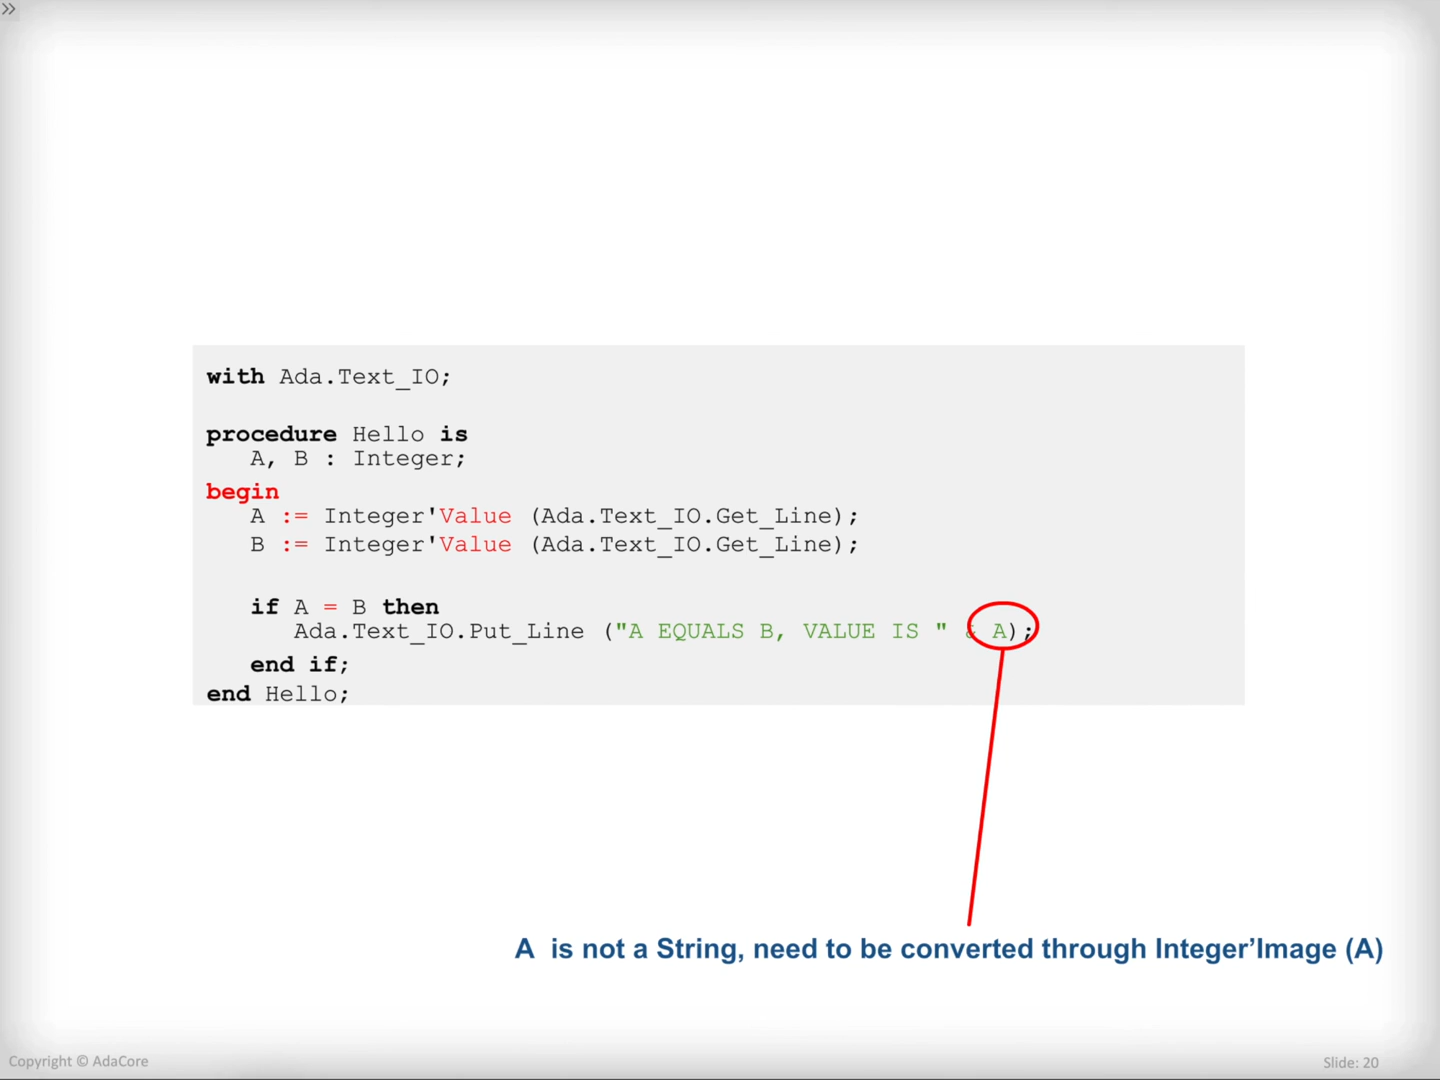 »
with Ada.Text_IO;
procedure Hello is
A, B : Integer;
begin
A := Integer'Value (Ada.Text_IO.Get_Line);
B := Integer'Value (Ada.Text_IO.Get_Line);
if A = B then
Ada.Text_IO.Put_Line ("A EQUALS B, VALUE IS " & A);
end if;
end Hello;
A is not a String, need to be converted through Integer’Image (A)
Copyright © AdaCore
Slide: 20